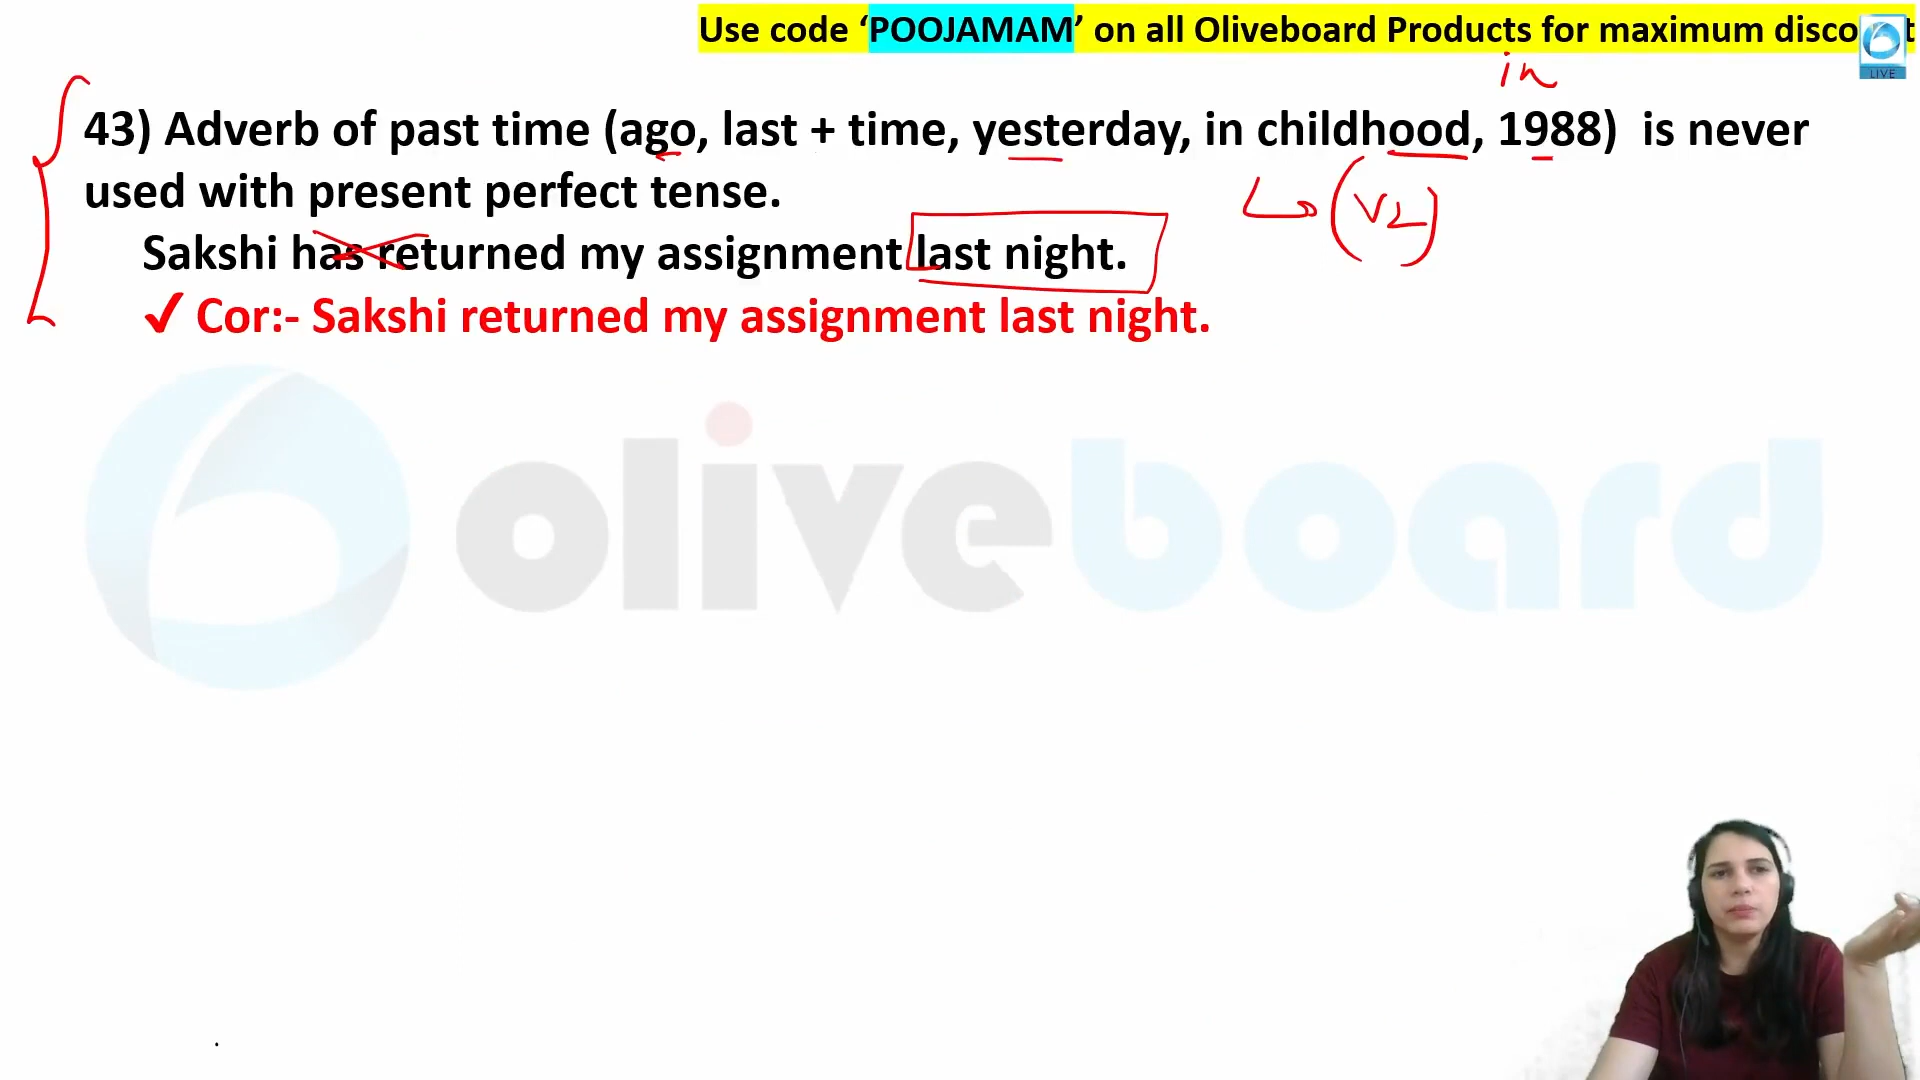 Use code ‘POOJAMAM’ on all Oliveboard Products for maximum disco t
LIVE
in
43) Adverb of past time (ago, last + time, yesterday, in childhood, 1988)  is never
used with present perfect tense.
(V2)
Sakshi has returned my assignment last night.
✔ Cor:- Sakshi returned my assignment last night.
oliveboard